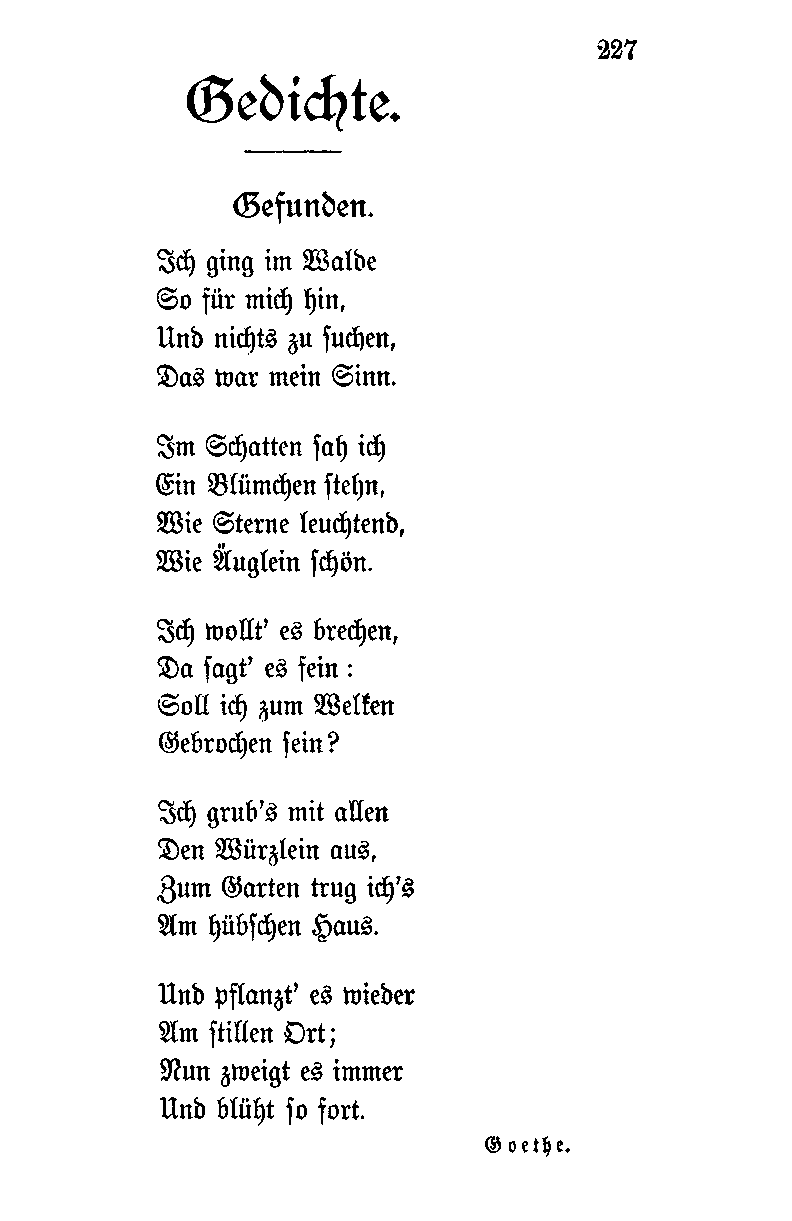 227
Gedichte.
Gefunden.
Ich ging im Walde
So für mich hin,
Und nichts zu suchen,
Das war mein Sinn.
Im Schatten sah ich
Ein Blümchen stehn,
Wie Sterne leuchtend,
Wie Äuglein schön.
Ich wollt' es brechen,
Da sagt' es fein :
Soll ich zum Welken
Gebrochen sein?
Ich grub's mit allen
Den Würzlein aus,
Zum Garten trug ich's
Am hübschen Haus.
Und pflanzt' es wieder
Am stillen Ort;
Nun zweigt es immer
Und blüht so fort.
Goethe.